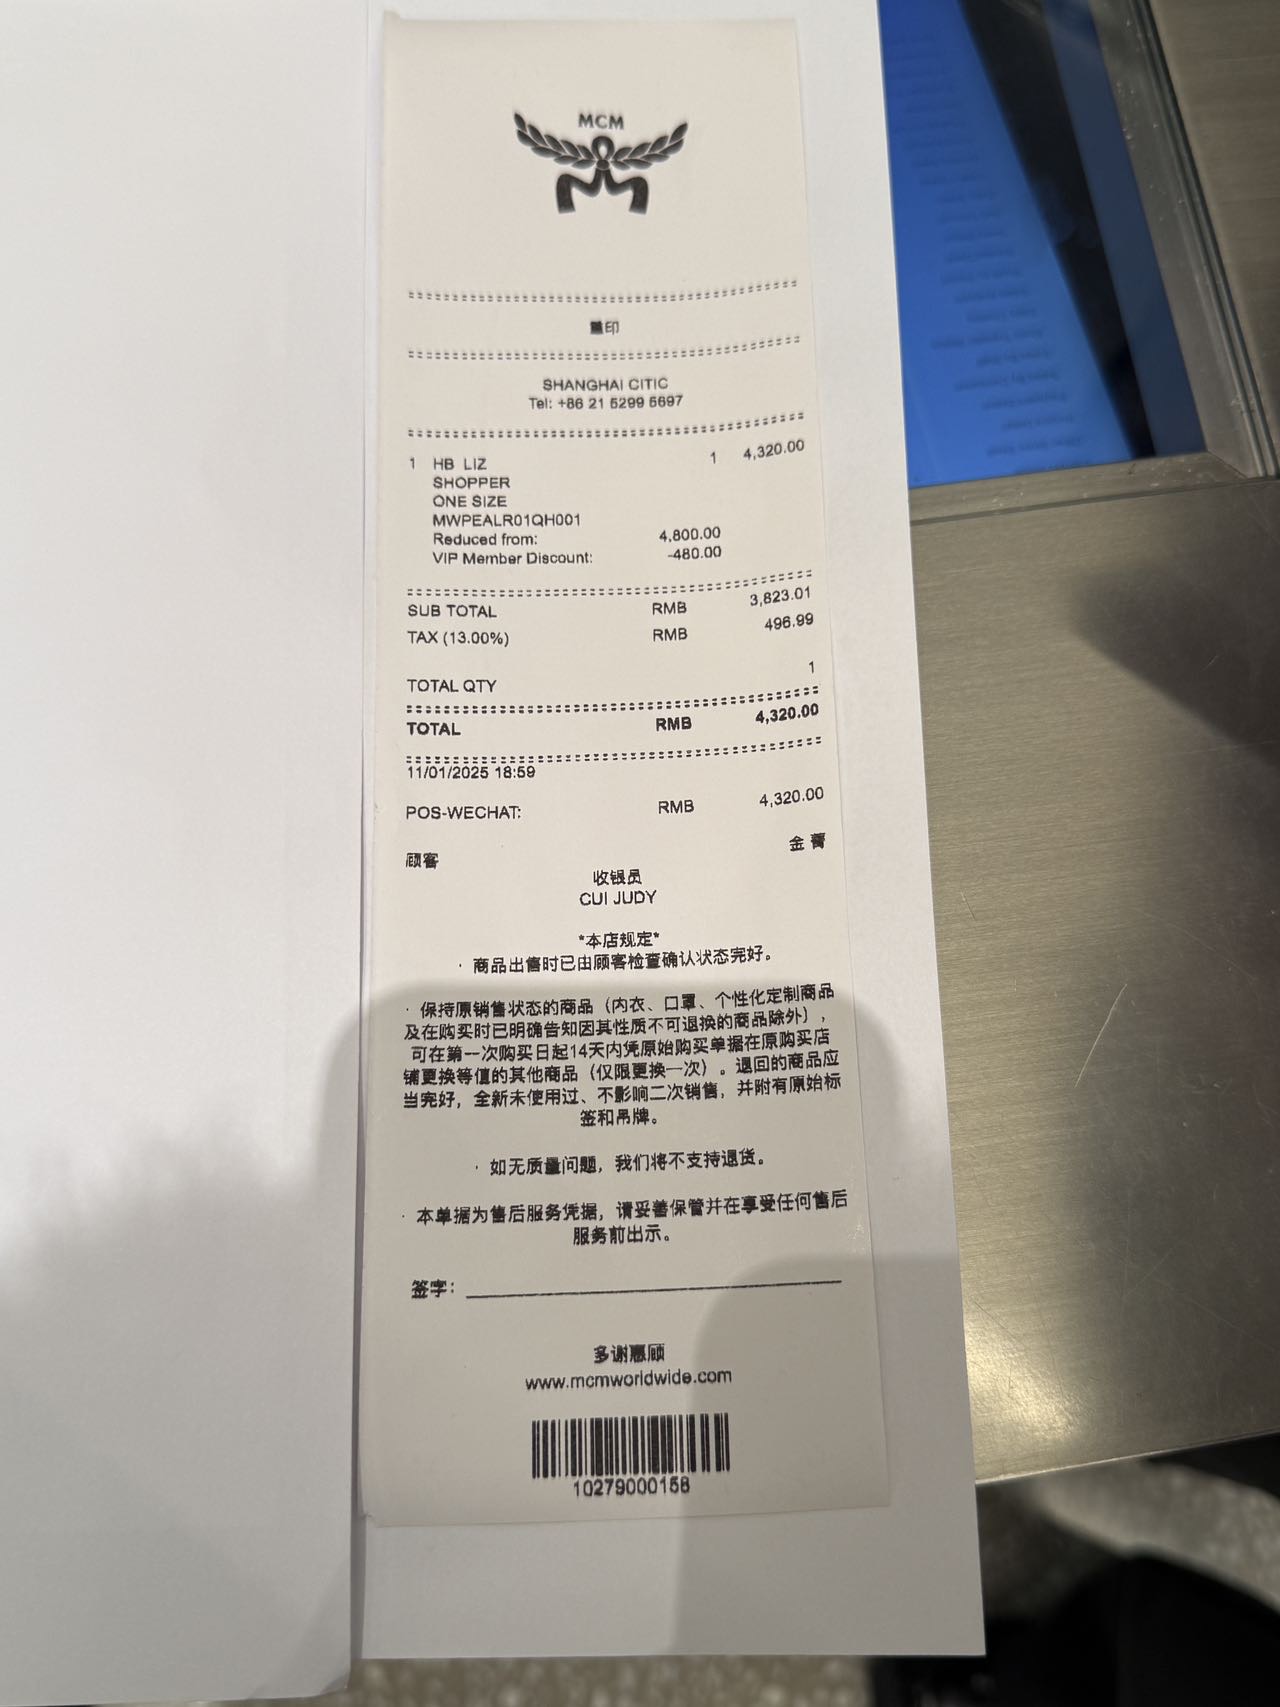 MCM
重印
SHANGHAI CITIC
Tel: +86 21 5299 5697
1 HB LIZ 1 4,320.00
SHOPPER
ONE SIZE
MWPEALR01QH001
Reduced from: 4,800.00
VIP Member Discount: -480.00
SUB TOTAL RMB 3,823.01
TAX (13.00%) RMB 496.99
TOTAL QTY 1
TOTAL RMB 4,320.00
11/01/2025 18:59
POS-WECHAT: RMB 4,320.00
顾客 金 菁
收银员
CUI JUDY
*本店规定*
· 商品出售时已由顾客检查确认状态完好。
· 保持原销售状态的商品（内衣、口罩、个性化定制商品
及在购买时已明确告知因其性质不可退换的商品除外），
可在第一次购买日起14天内凭原始购买单据在原购买店
铺更换等值的其他商品（仅限更换一次）。退回的商品应
当完好，全新未使用过、不影响二次销售，并附有原始标
签和吊牌。
· 如无质量问题，我们将不支持退货。
· 本单据为售后服务凭据，请妥善保管并在享受任何售后
服务前出示。
签字：
多谢惠顾
www.mcmworldwide.com
10279000158